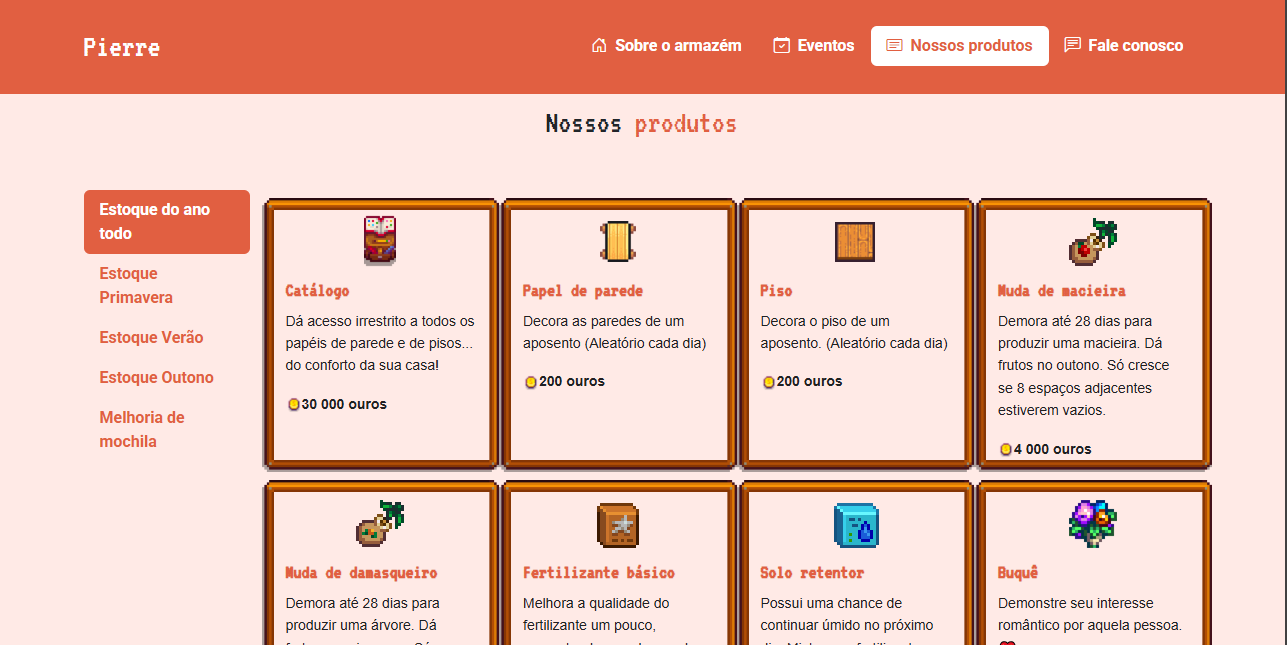 Pierre
Sobre o armazém
Eventos
Nossos produtos
Fale conosco
Nossos produtos
Estoque do ano
todo
Estoque
Primavera
Estoque Verão
Estoque Outono
Melhoria de
mochila
Catálogo
Dá acesso irrestrito a todos os
papéis de parede e de pisos...
do conforto da sua casa!
30 000 ouros
Papel de parede
Decora as paredes de um
aposento (Aleatório cada dia)
200 ouros
Piso
Decora o piso de um
aposento. (Aleatório cada dia)
200 ouros
Muda de macieira
Demora até 28 dias para
produzir uma macieira. Dá
frutos no outono. Só cresce
se 8 espaços adjacentes
estiverem vazios.
4 000 ouros
Muda de damasqueiro
Demora até 28 dias para
produzir uma árvore. Dá
Fertilizante básico
Melhora a qualidade do
fertilizante um pouco,
Solo retentor
Possui uma chance de
continuar úmido no próximo
Buquê
Demonstre seu interesse
romântico por aquela pessoa.